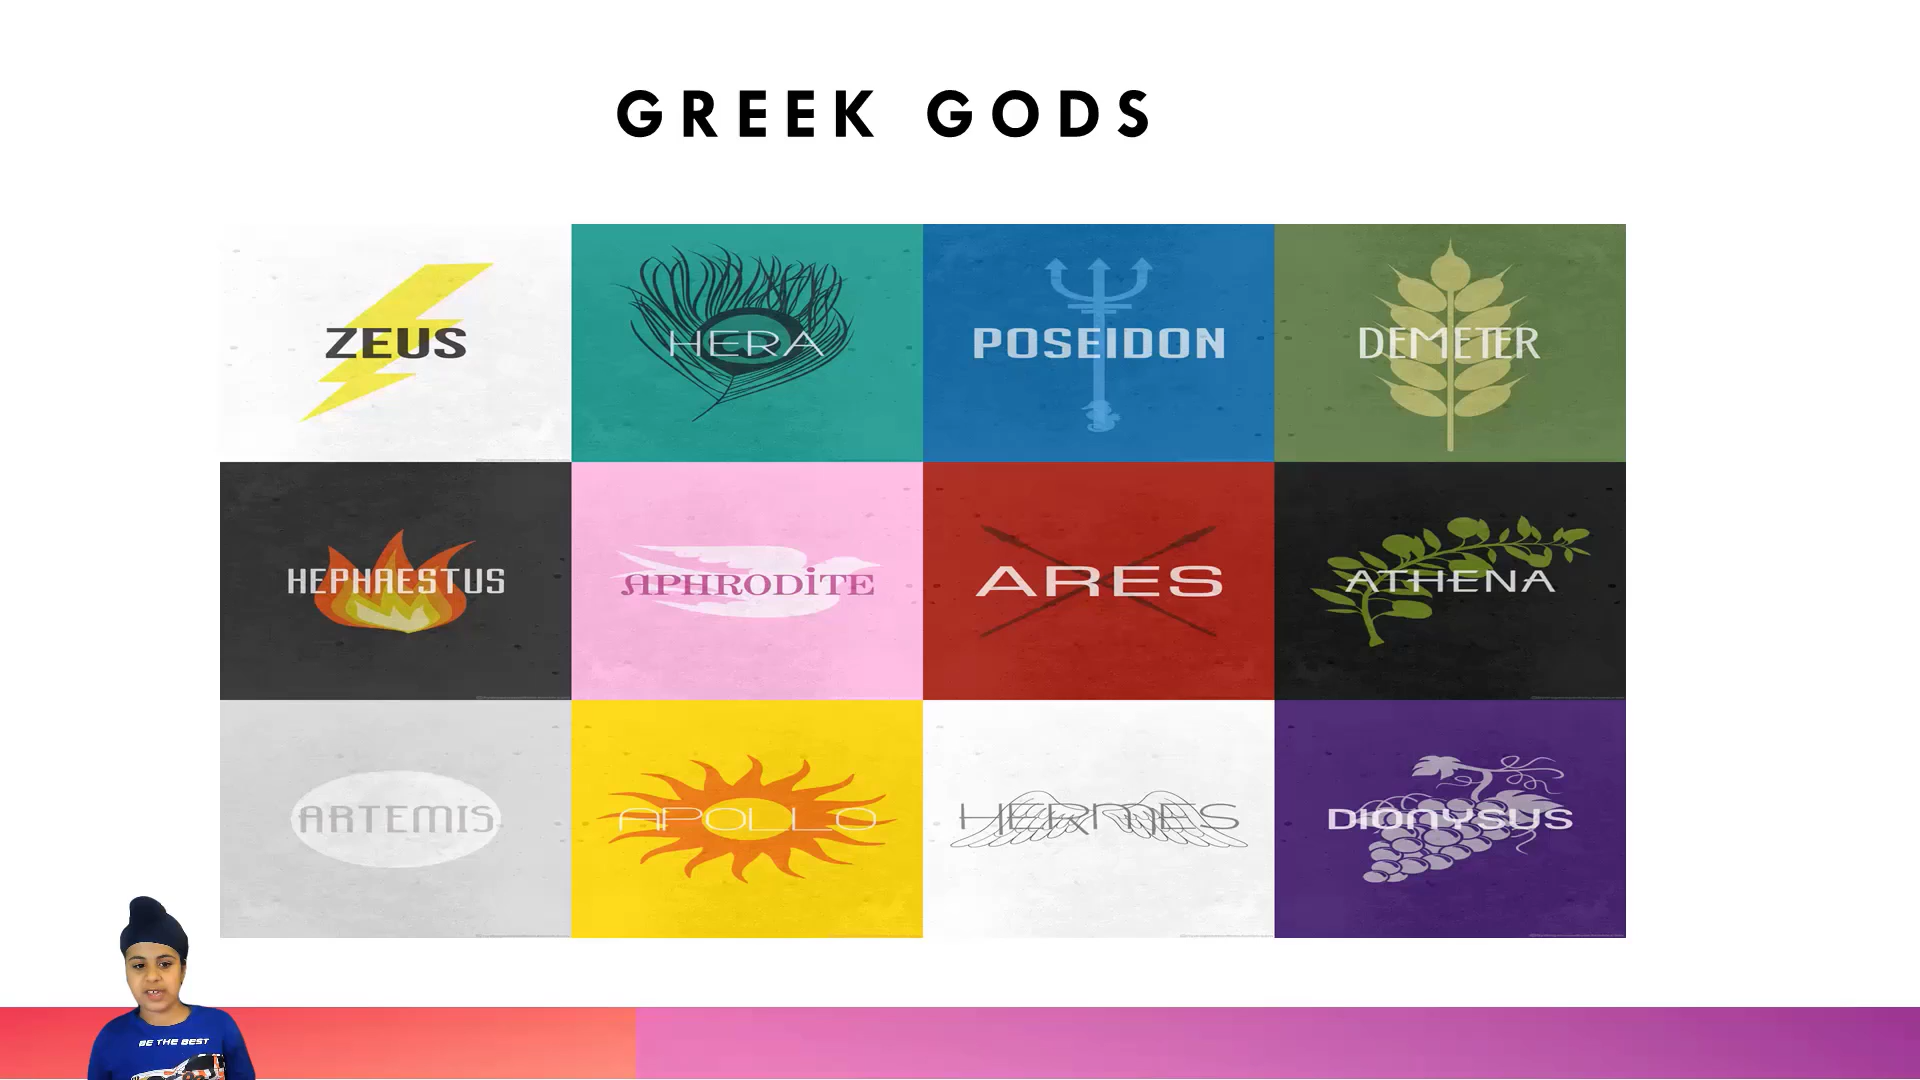 GREEK GODS
ZEUS
HERA
POSEIDON
DEMETER
HEPHAESTUS
APHRODiTE
ARES
ATHENA
ARTEMIS
APOLLO
HERMES
DIONYSUS
BE THE BEST